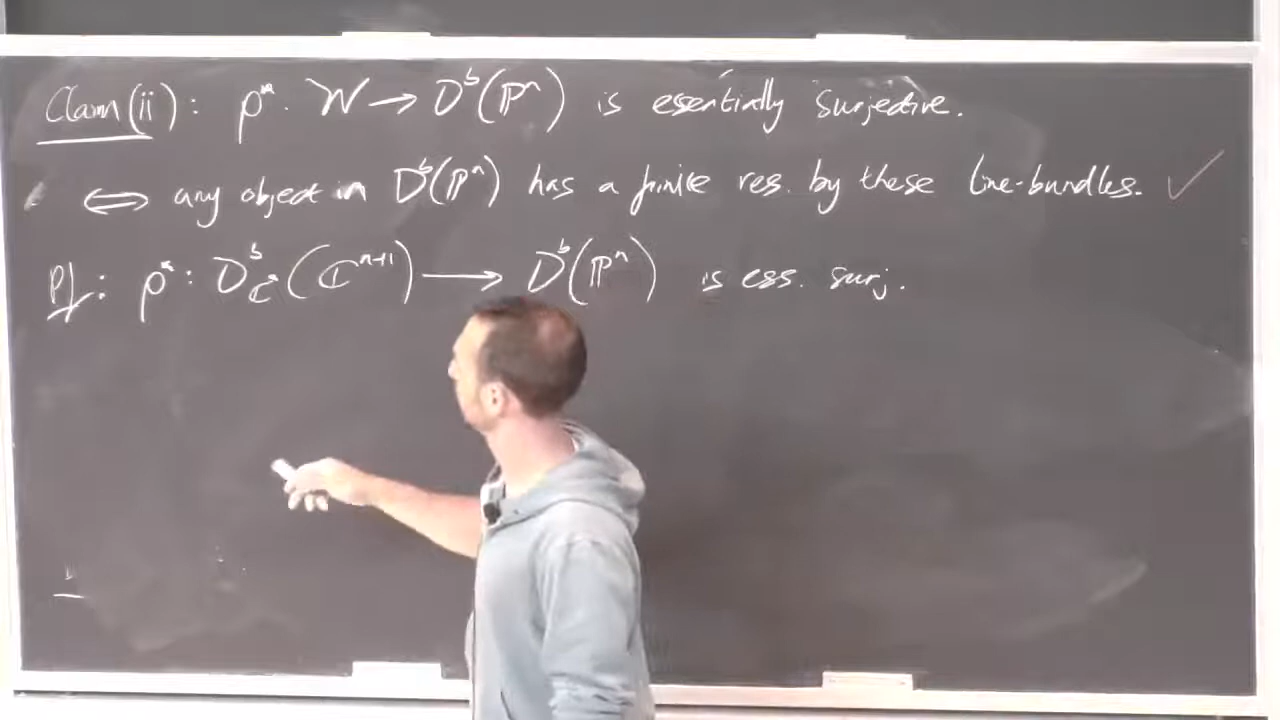 Claim (ii): ρ*: W → D^b(ℙ^n) is essentially surjective.
⇔ any object in D^b(ℙ^n) has a finite res. by these line-bundles. ✓
Pf: ρ*: D^b_{ℂ*}(ℂ^{n+1}) ⟶ D^b(ℙ^n) is ess. surj.